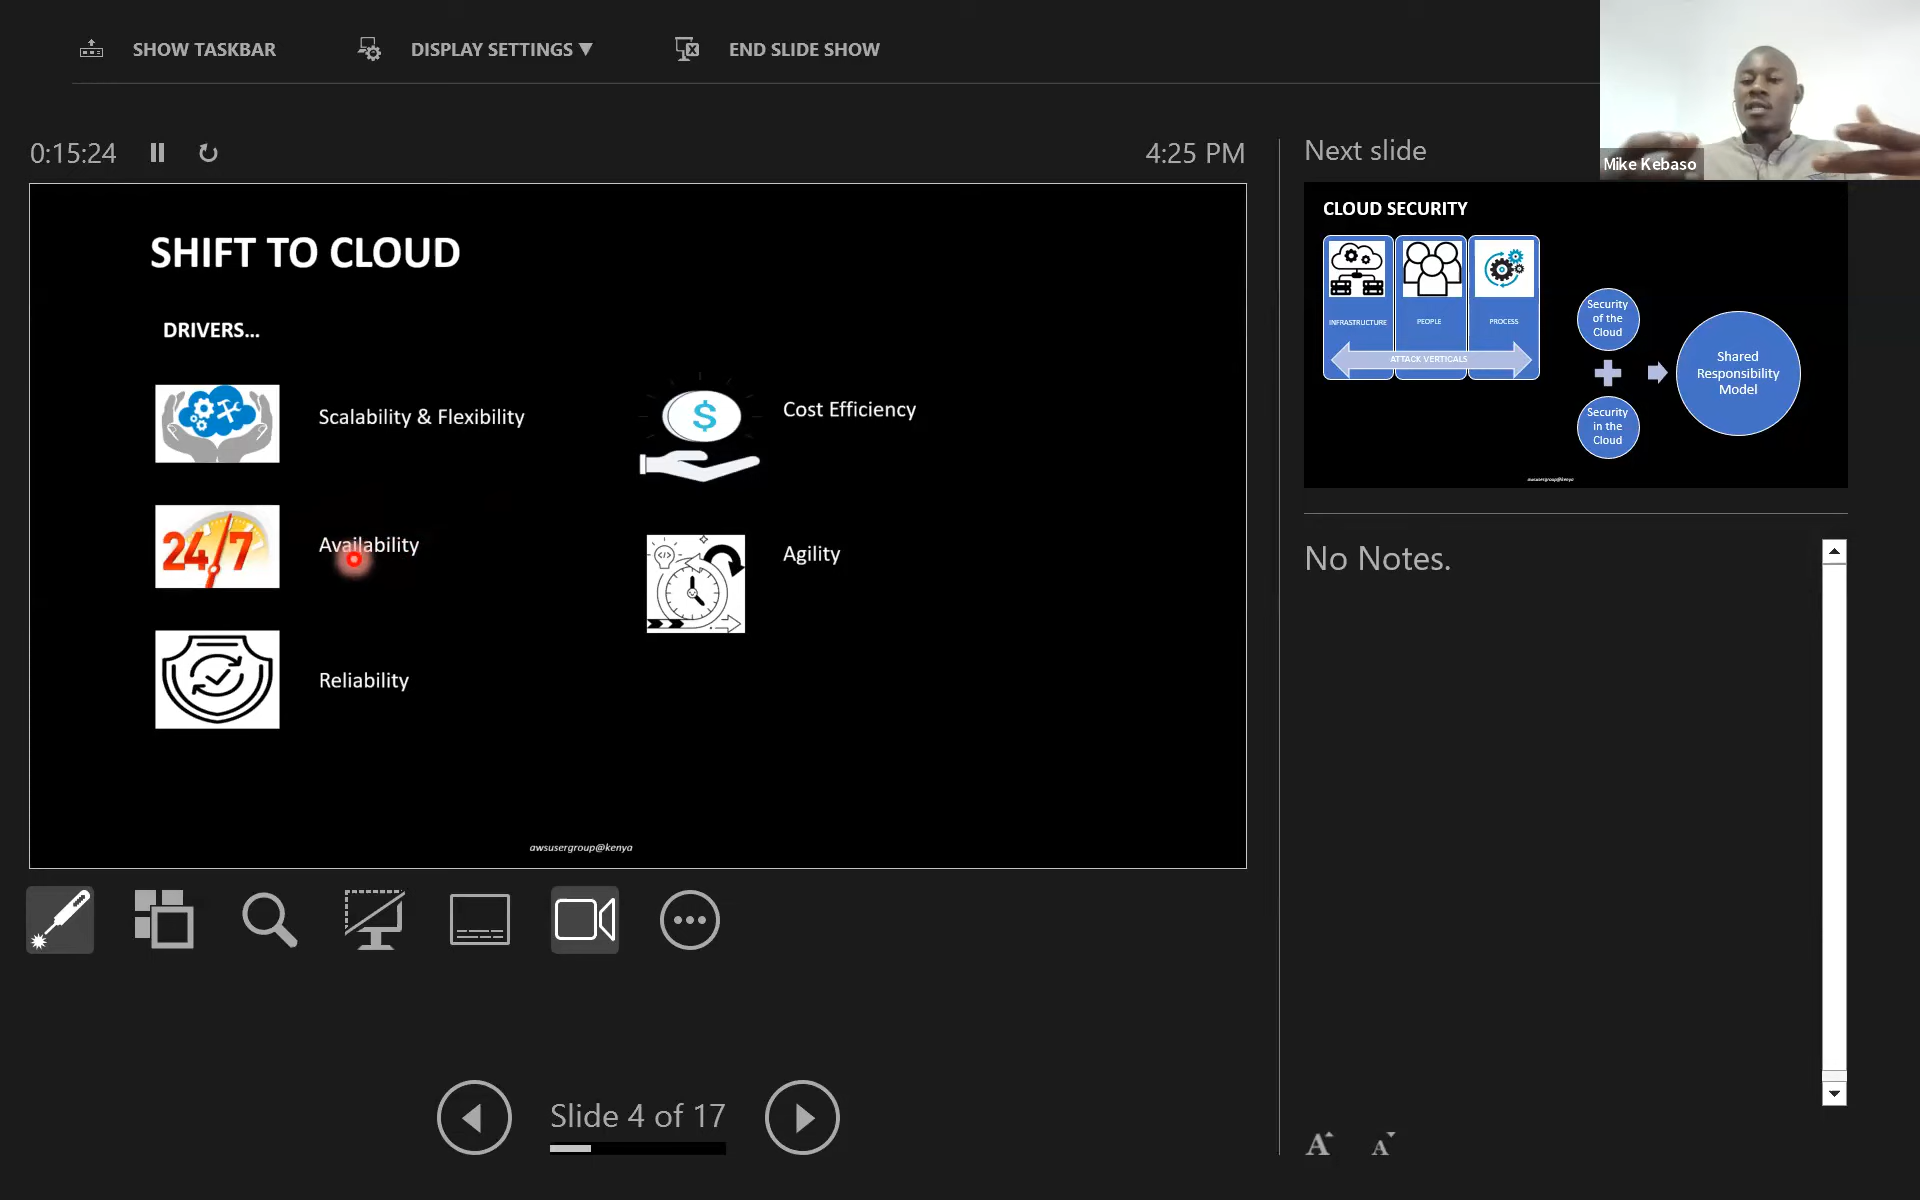 SHOW TASKBAR
DISPLAY SETTINGS ▼
END SLIDE SHOW
Mike Kebaso
0:15:24
4:25 PM
SHIFT TO CLOUD
DRIVERS...
Scalability & Flexibility
24/7
Availability
Reliability
$
Cost Efficiency
</>
Agility
awsusergroup@kenya
Slide 4 of 17
Next slide
CLOUD SECURITY
INFRASTRUCTURE
PEOPLE
PROCESS
ATTACK VERTICALS
Security
of the
Cloud
Security
in the
Cloud
Shared
Responsibility
Model
awsusergroup@kenya
No Notes.
A
A